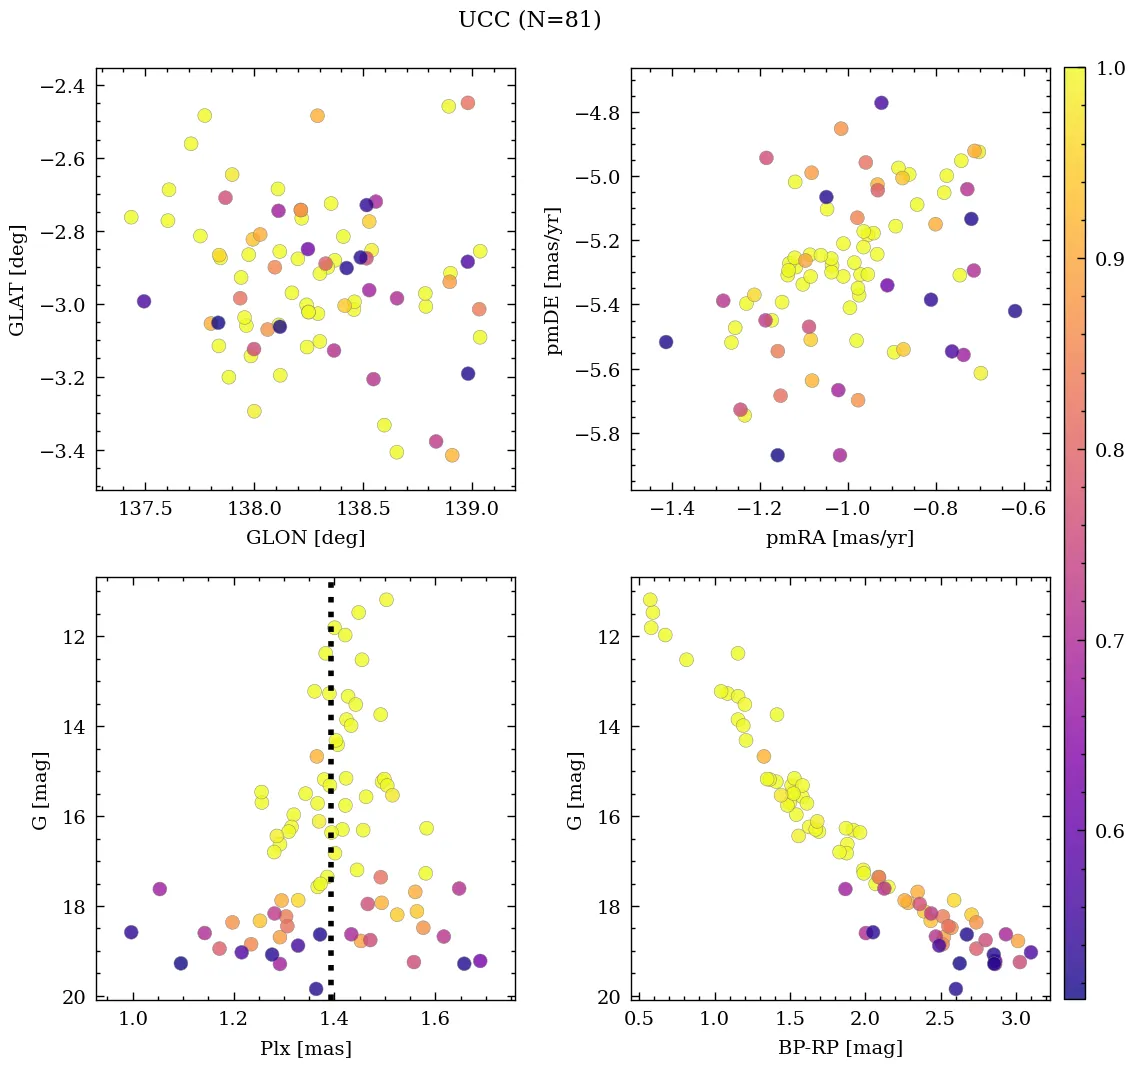 UCC (N=81)
−2.4
−2.6
−2.8
−3.0
−3.2
−3.4
GLAT [deg]
137.5 138.0 138.5 139.0
GLON [deg]
−4.8
−5.0
−5.2
−5.4
−5.6
−5.8
pmDE [mas/yr]
−1.4 −1.2 −1.0 −0.8 −0.6
pmRA [mas/yr]
12
14
16
18
20
G [mag]
1.0 1.2 1.4 1.6
Plx [mas]
12
14
16
18
20
G [mag]
0.5 1.0 1.5 2.0 2.5 3.0
BP-RP [mag]
1.0
0.9
0.8
0.7
0.6